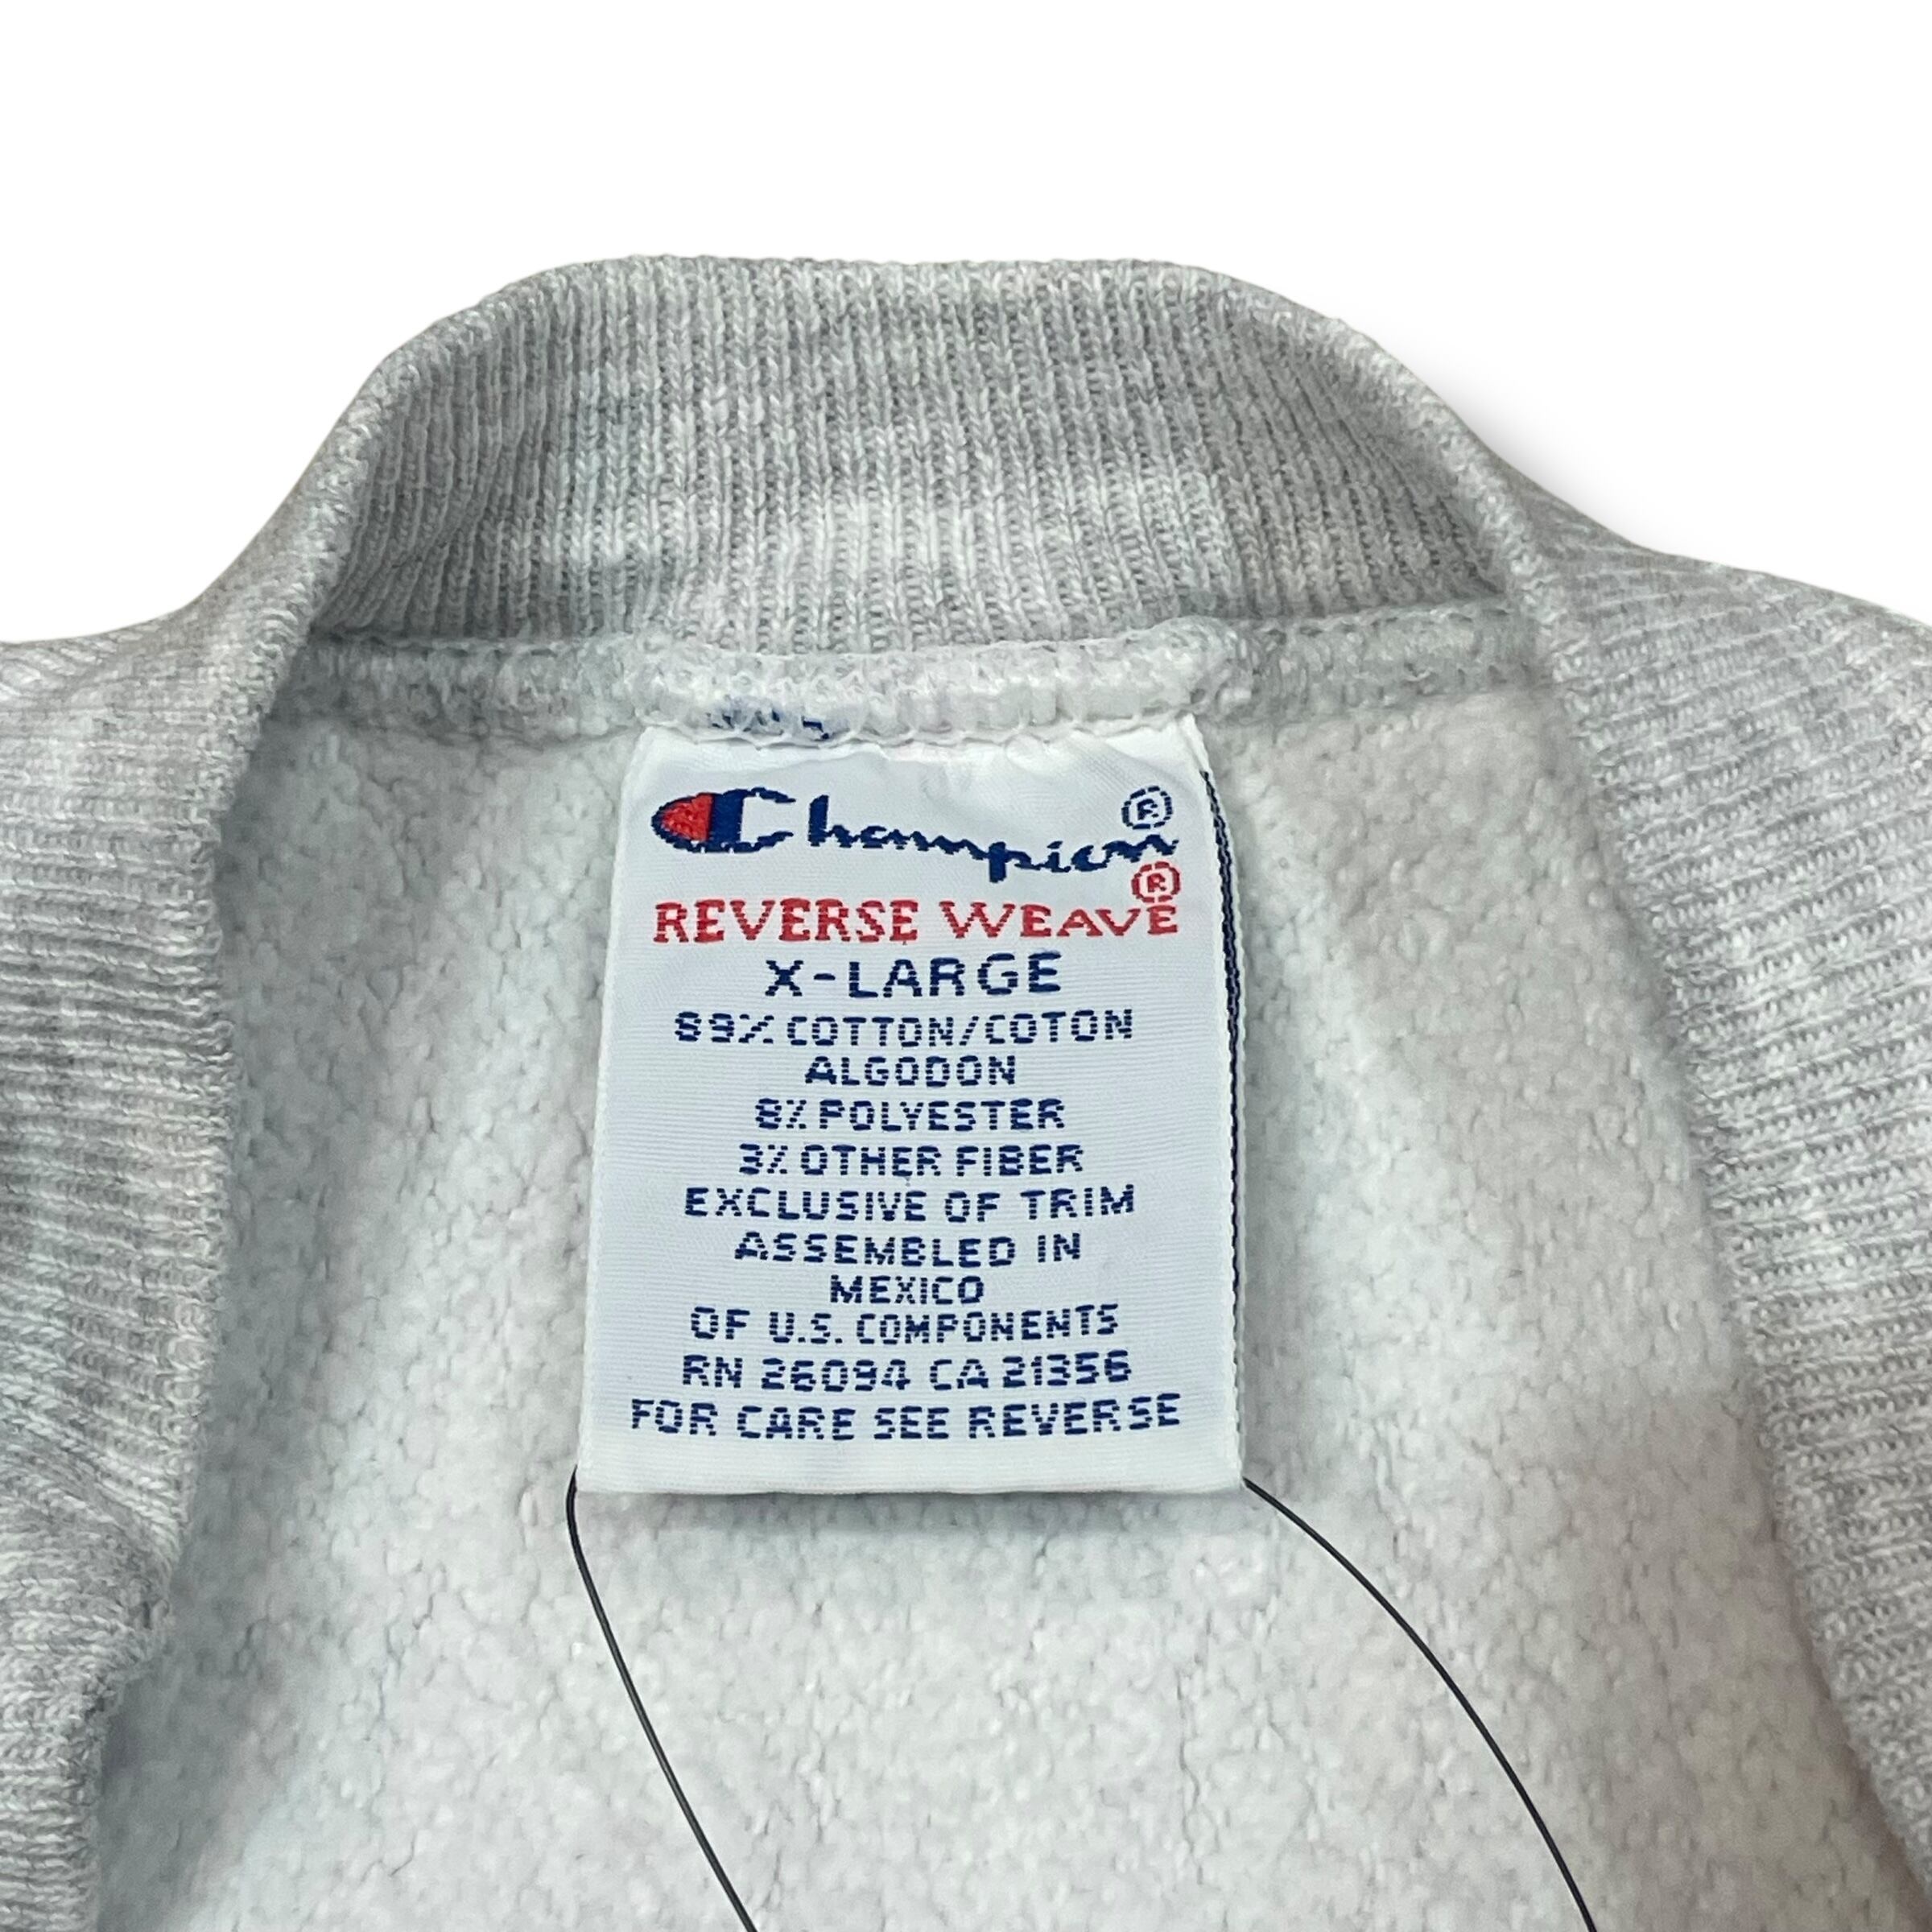 Champion®
REVERSE WEAVE®
X-LARGE
89% COTTON/COTON
ALGODON
8% POLYESTER
3% OTHER FIBER
EXCLUSIVE OF TRIM
ASSEMBLED IN
MEXICO
OF U.S. COMPONENTS
RN 26094 CA 21356
FOR CARE SEE REVERSE